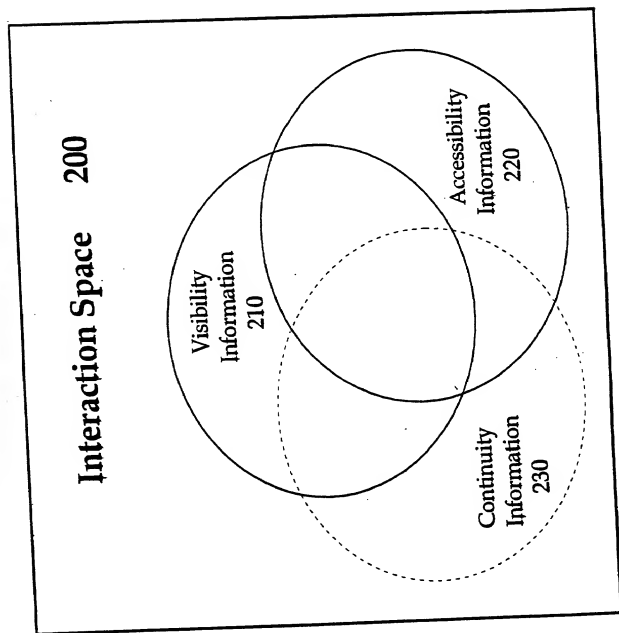 Interaction Space 200
Visibility
Information
210
Accessibility
Information
220
Continuity
Information
230